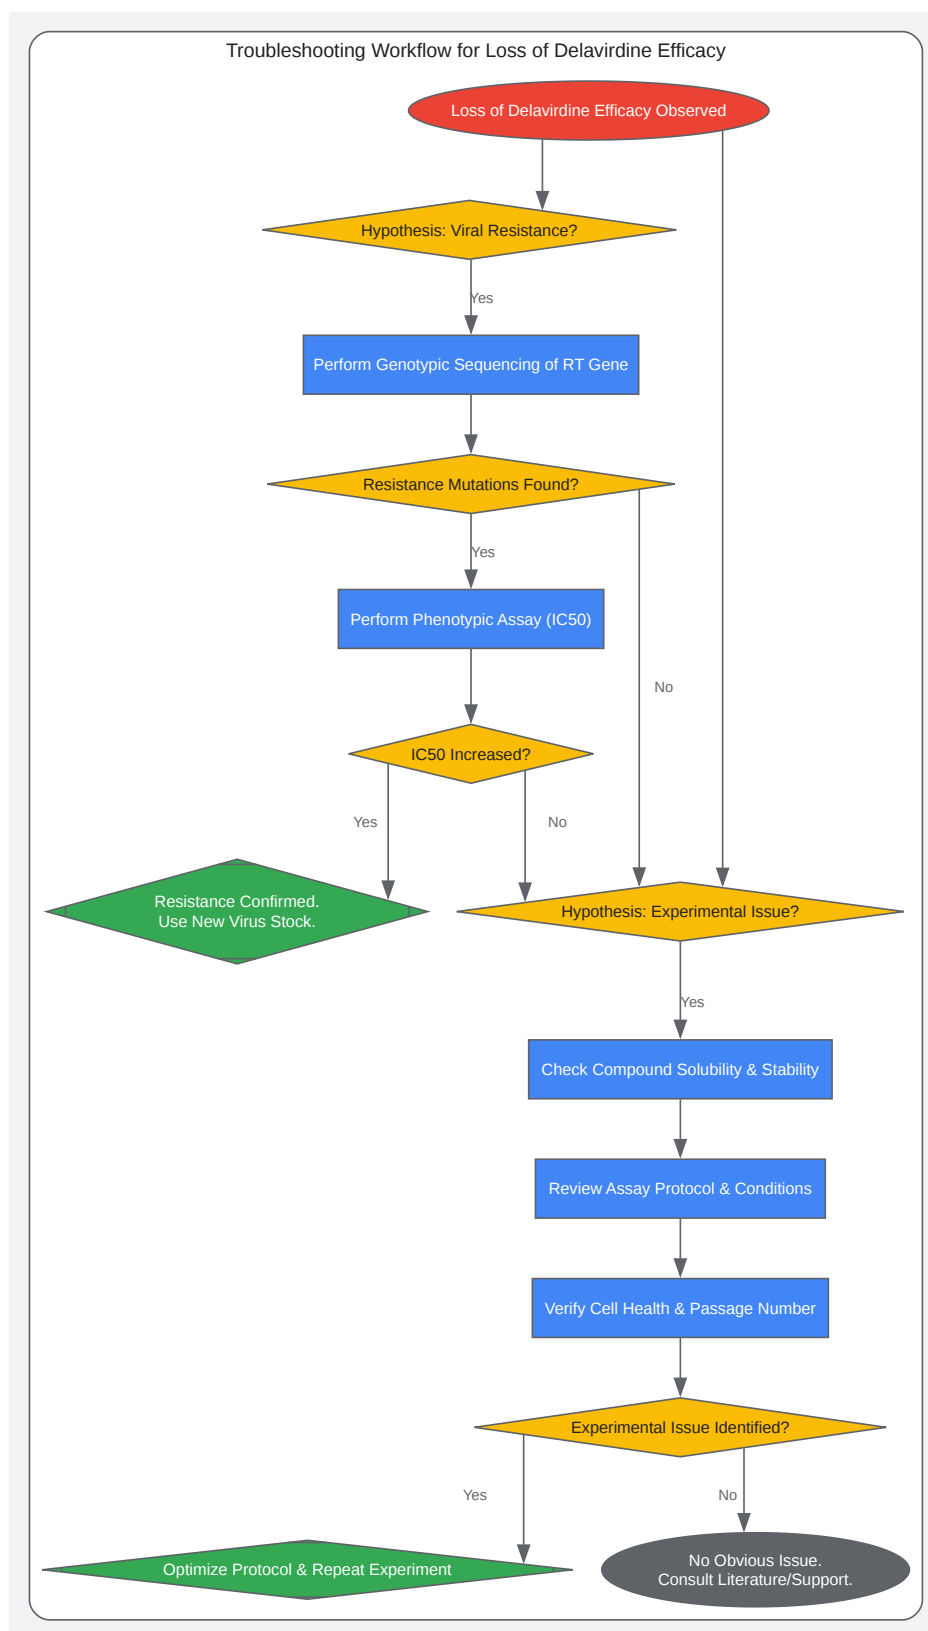 Troubleshooting Workflow for Loss of Delavirdine Efficacy
Loss of Delavirdine Efficacy Observed
Hypothesis: Viral Resistance?
Yes
Perform Genotypic Sequencing of RT Gene
Resistance Mutations Found?
Yes
Perform Phenotypic Assay (IC50)
No
IC50 Increased?
Yes
No
Resistance Confirmed.
Use New Virus Stock.
Hypothesis: Experimental Issue?
Yes
Check Compound Solubility & Stability
Review Assay Protocol & Conditions
Verify Cell Health & Passage Number
Experimental Issue Identified?
Yes
No
Optimize Protocol & Repeat Experiment
No Obvious Issue.
Consult Literature/Support.